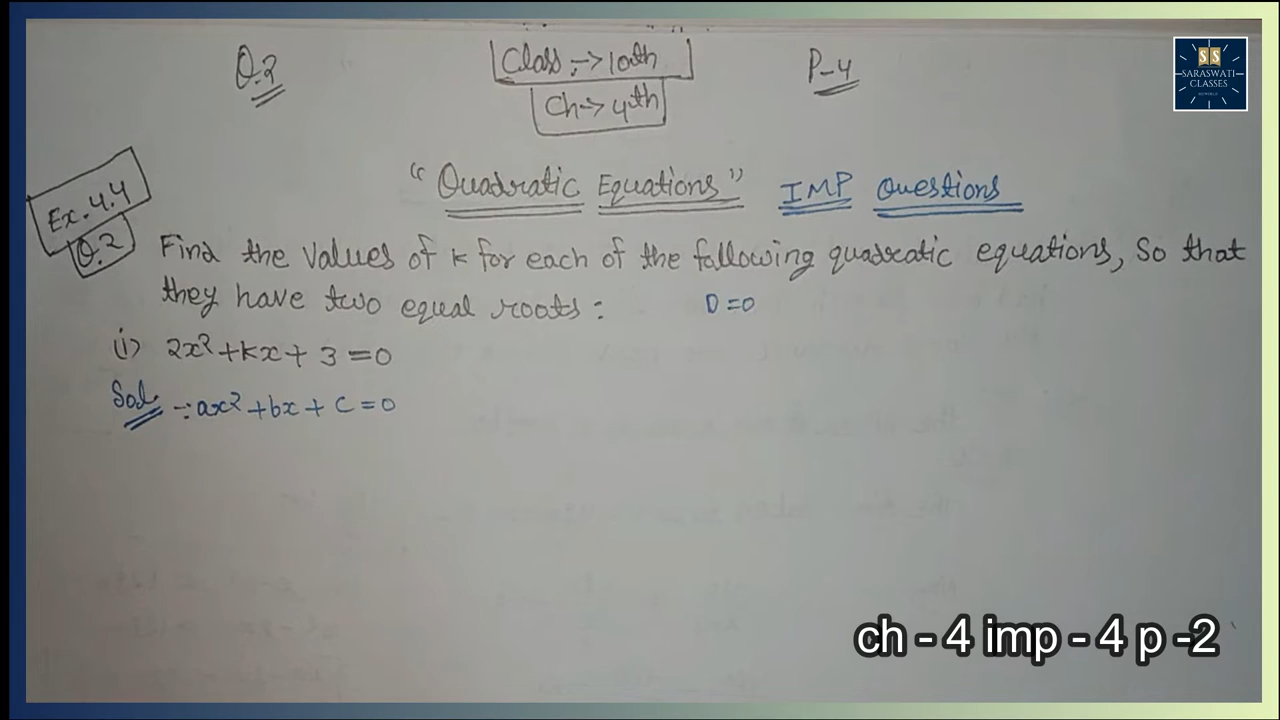 Q.2
Class :-> 10th
P-4
Ch -> 4th
SS
SARASWATI
CLASSES
Ex. 4.4
"Quadratic Equations" IMP Questions
Q.2 Find the values of k for each of the following quadratic equations, so that
they have two equal roots : D=0
(i) 2x²+kx+3=0
Sol. :- ax²+bx+c=0
ch - 4 imp - 4 p -2